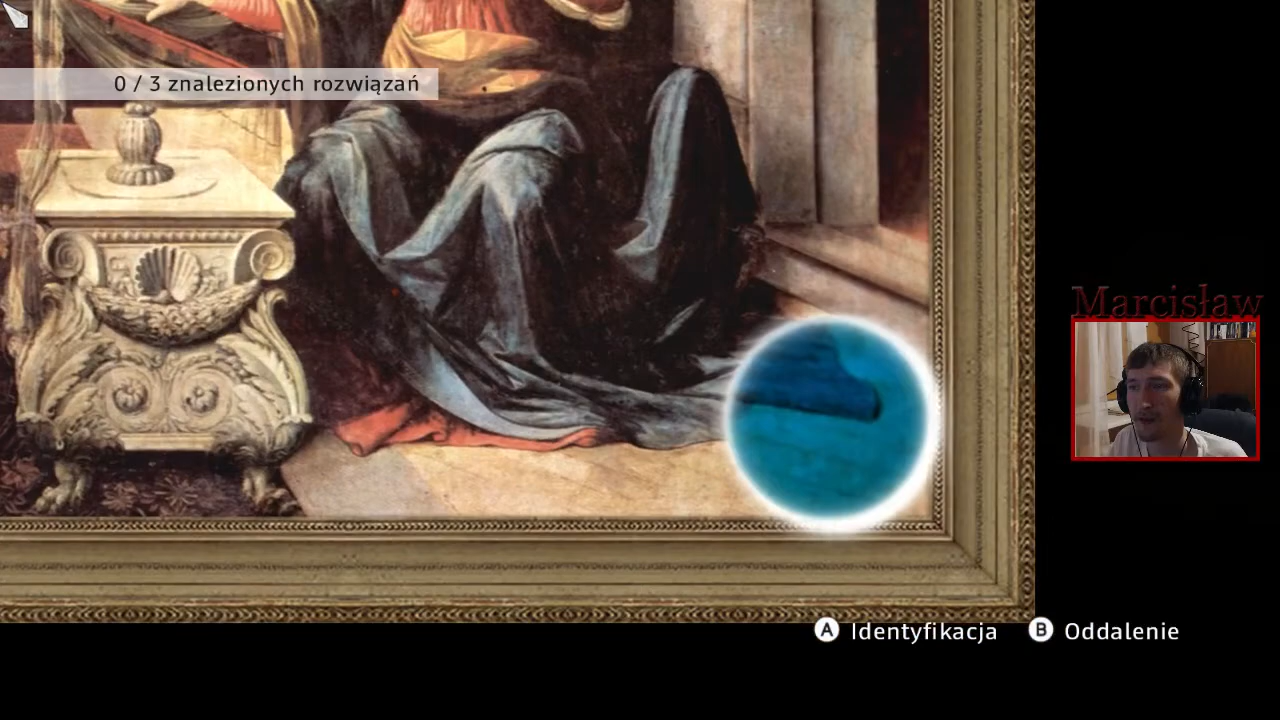 0 / 3 znalezionych rozwiązań
Marcisław
A Identyfikacja B Oddalenie